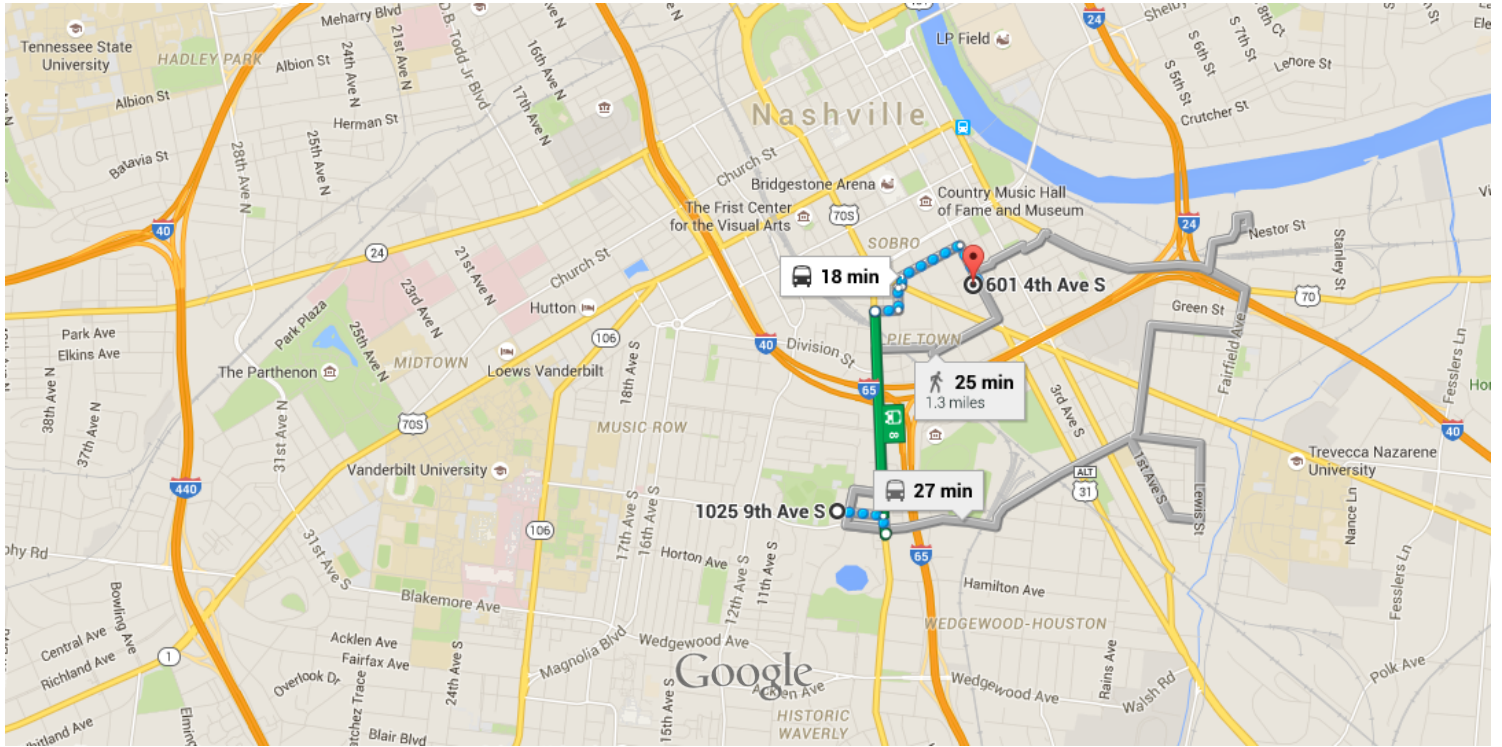 Meharry Blvd
D.B. Todd Jr Blvd
21st Ave N
16th Ave N
17th Ave N
24th Ave N
25th Ave N
28th Ave N
Tennessee State
University
HADLEY PARK
Albion St
Albion St
Herman St
Batavia St
LP Field
24
Shelby
S 5th St
S 6th St
S 7th St
S 8th Ct
Lenore St
Crutcher St
Nashville
Church St
Bridgestone Arena
The Frist Center
for the Visual Arts
70S
Country Music Hall
of Fame and Museum
SOBRO
24
Nestor St
Stanley St
40
24
21st Ave N
23rd Ave N
Church St
18 min
601 4th Ave S
70
Green St
Fairfield Ave
Fesslers Ln
Park Plaza
25th Ave N
Hutton
106
Park Ave
Elkins Ave
MIDTOWN
The Parthenon
Loews Vanderbilt
18th Ave S
40
Division St
PIE TOWN
65
25 min
1.3 miles
3rd Ave S
40
38th Ave N
37th Ave N
31st Ave N
70S
MUSIC ROW
8
Vanderbilt University
440
27 min
ALT
31
1st Ave S
Lewis St
Trevecca Nazarene
University
Nance Ln
1025 9th Ave S
106
17th Ave S
16th Ave S
Horton Ave
12th Ave S
11th Ave S
65
Hamilton Ave
Fesslers Ln
31st Ave S
Blakemore Ave
Bowling Ave
WEDGEWOOD-HOUSTON
Central Ave
Richland Ave
1
Acklen Ave
Fairfax Ave
Overlook Dr
24th Ave S
Magnolia Blvd
Wedgewood Ave
Google
Acklen Ave
15th Ave S
Wedgewood Ave
Rains Ave
Walsh Rd
Polk Ave
Blair Blvd
HISTORIC
WAVERLY